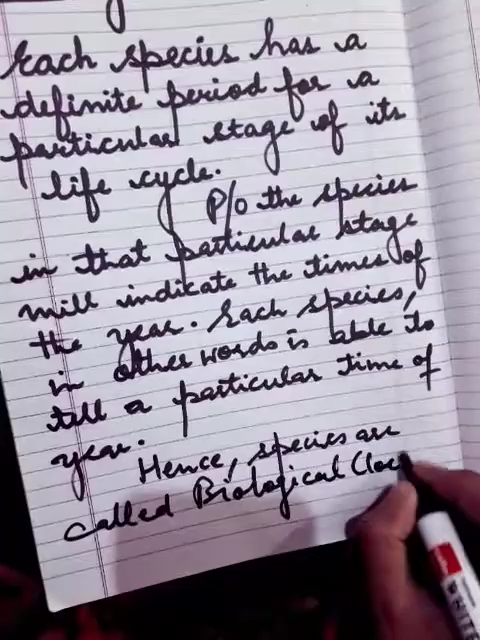 Each species has a
definite period for a
particular stage of its
life cycle.
P/o the species
in that particular stage
will indicate the times of
the year. Each species,
in other words is able to
tell a particular time of
year.
Hence, species are
called Biological Cloc